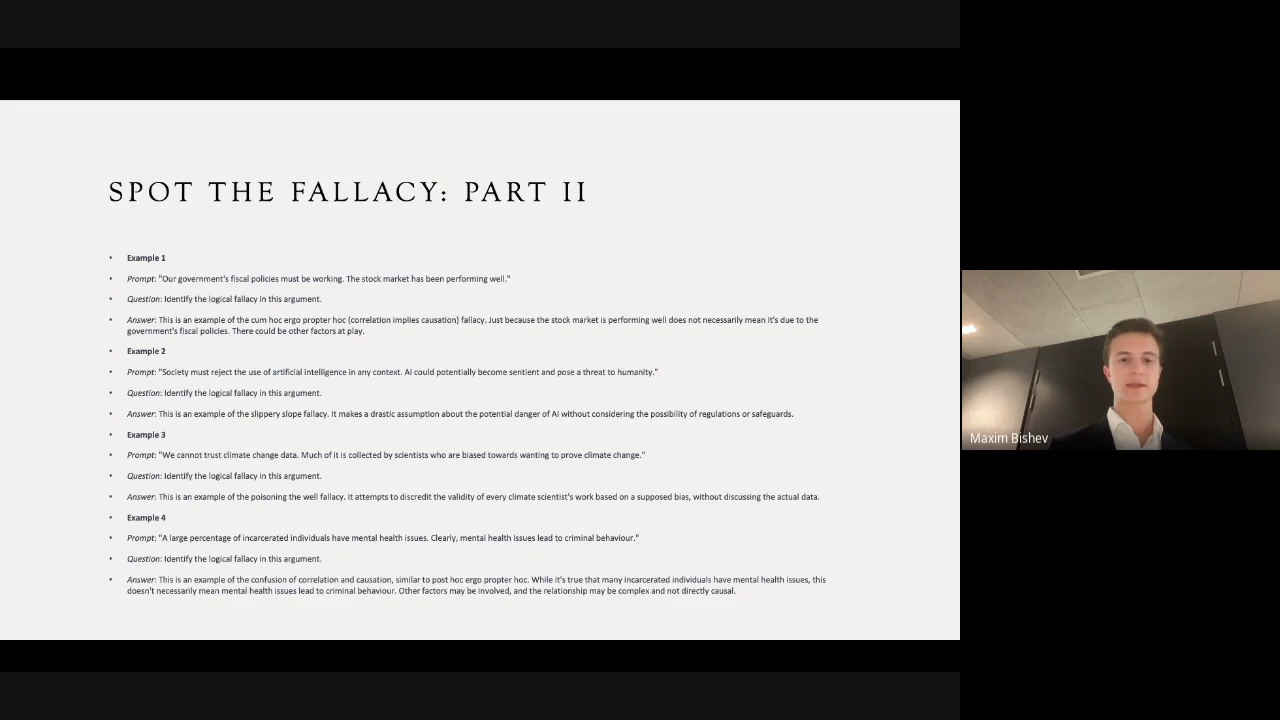 SPOT THE FALLACY: PART II
• Example 1
• Prompt: "Our government's fiscal policies must be working. The stock market has been performing well."
• Question: Identify the logical fallacy in this argument.
• Answer: This is an example of the cum hoc ergo propter hoc (correlation implies causation) fallacy. Just because the stock market is performing well does not necessarily mean it's due to the
government's fiscal policies. There could be other factors at play.
• Example 2
• Prompt: "Society must reject the use of artificial intelligence in any context. AI could potentially become sentient and pose a threat to humanity."
• Question: Identify the logical fallacy in this argument.
• Answer: This is an example of the slippery slope fallacy. It makes a drastic assumption about the potential danger of AI without considering the possibility of regulations or safeguards.
• Example 3
• Prompt: "We cannot trust climate change data. Much of it is collected by scientists who are biased towards wanting to prove climate change."
• Question: Identify the logical fallacy in this argument.
• Answer: This is an example of the poisoning the well fallacy. It attempts to discredit the validity of every climate scientist's work based on a supposed bias, without discussing the actual data.
• Example 4
• Prompt: "A large percentage of incarcerated individuals have mental health issues. Clearly, mental health issues lead to criminal behaviour."
• Question: Identify the logical fallacy in this argument.
• Answer: This is an example of the confusion of correlation and causation, similar to post hoc ergo propter hoc. While it's true that many incarcerated individuals have mental health issues, this
doesn't necessarily mean mental health issues lead to criminal behaviour. Other factors may be involved, and the relationship may be complex and not directly causal.
Maxim Bishev